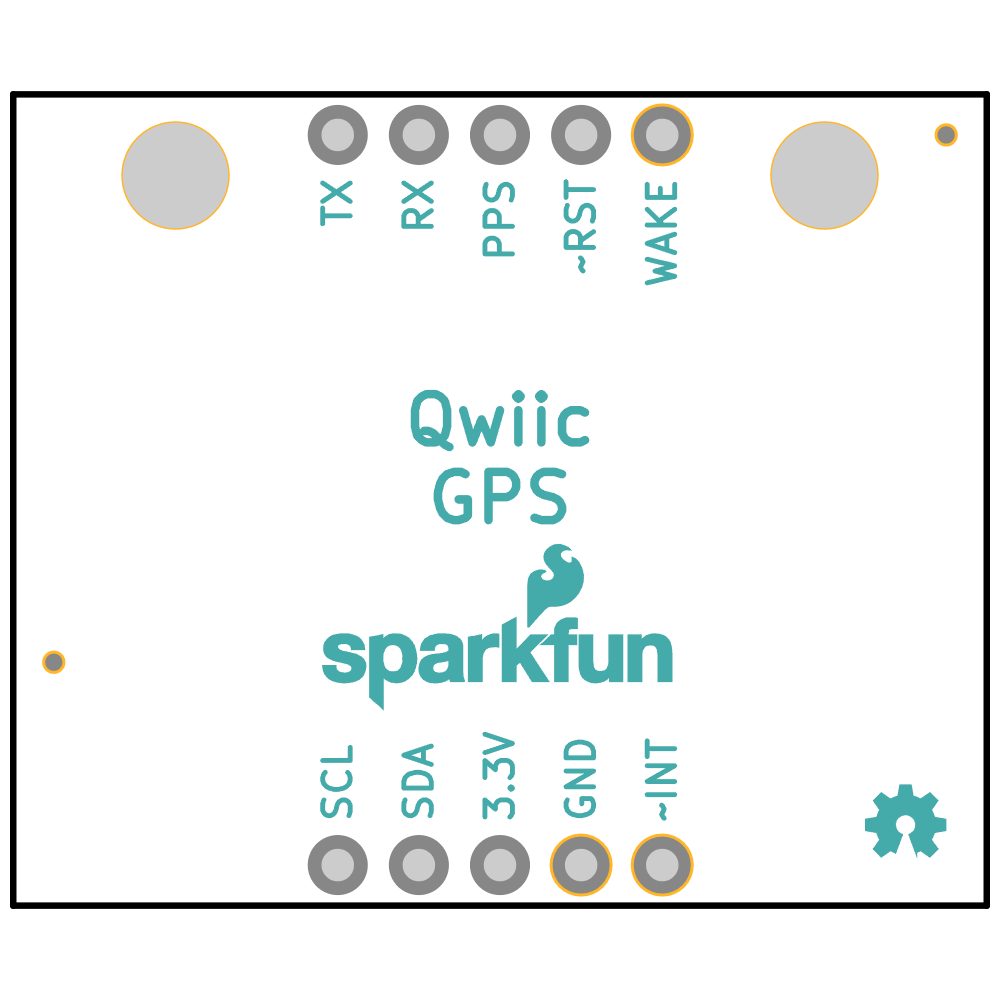 TX
RX
PPS
~RST
WAKE
Qwiic
GPS
sparkfun
SCL
SDA
3.3V
GND
~INT